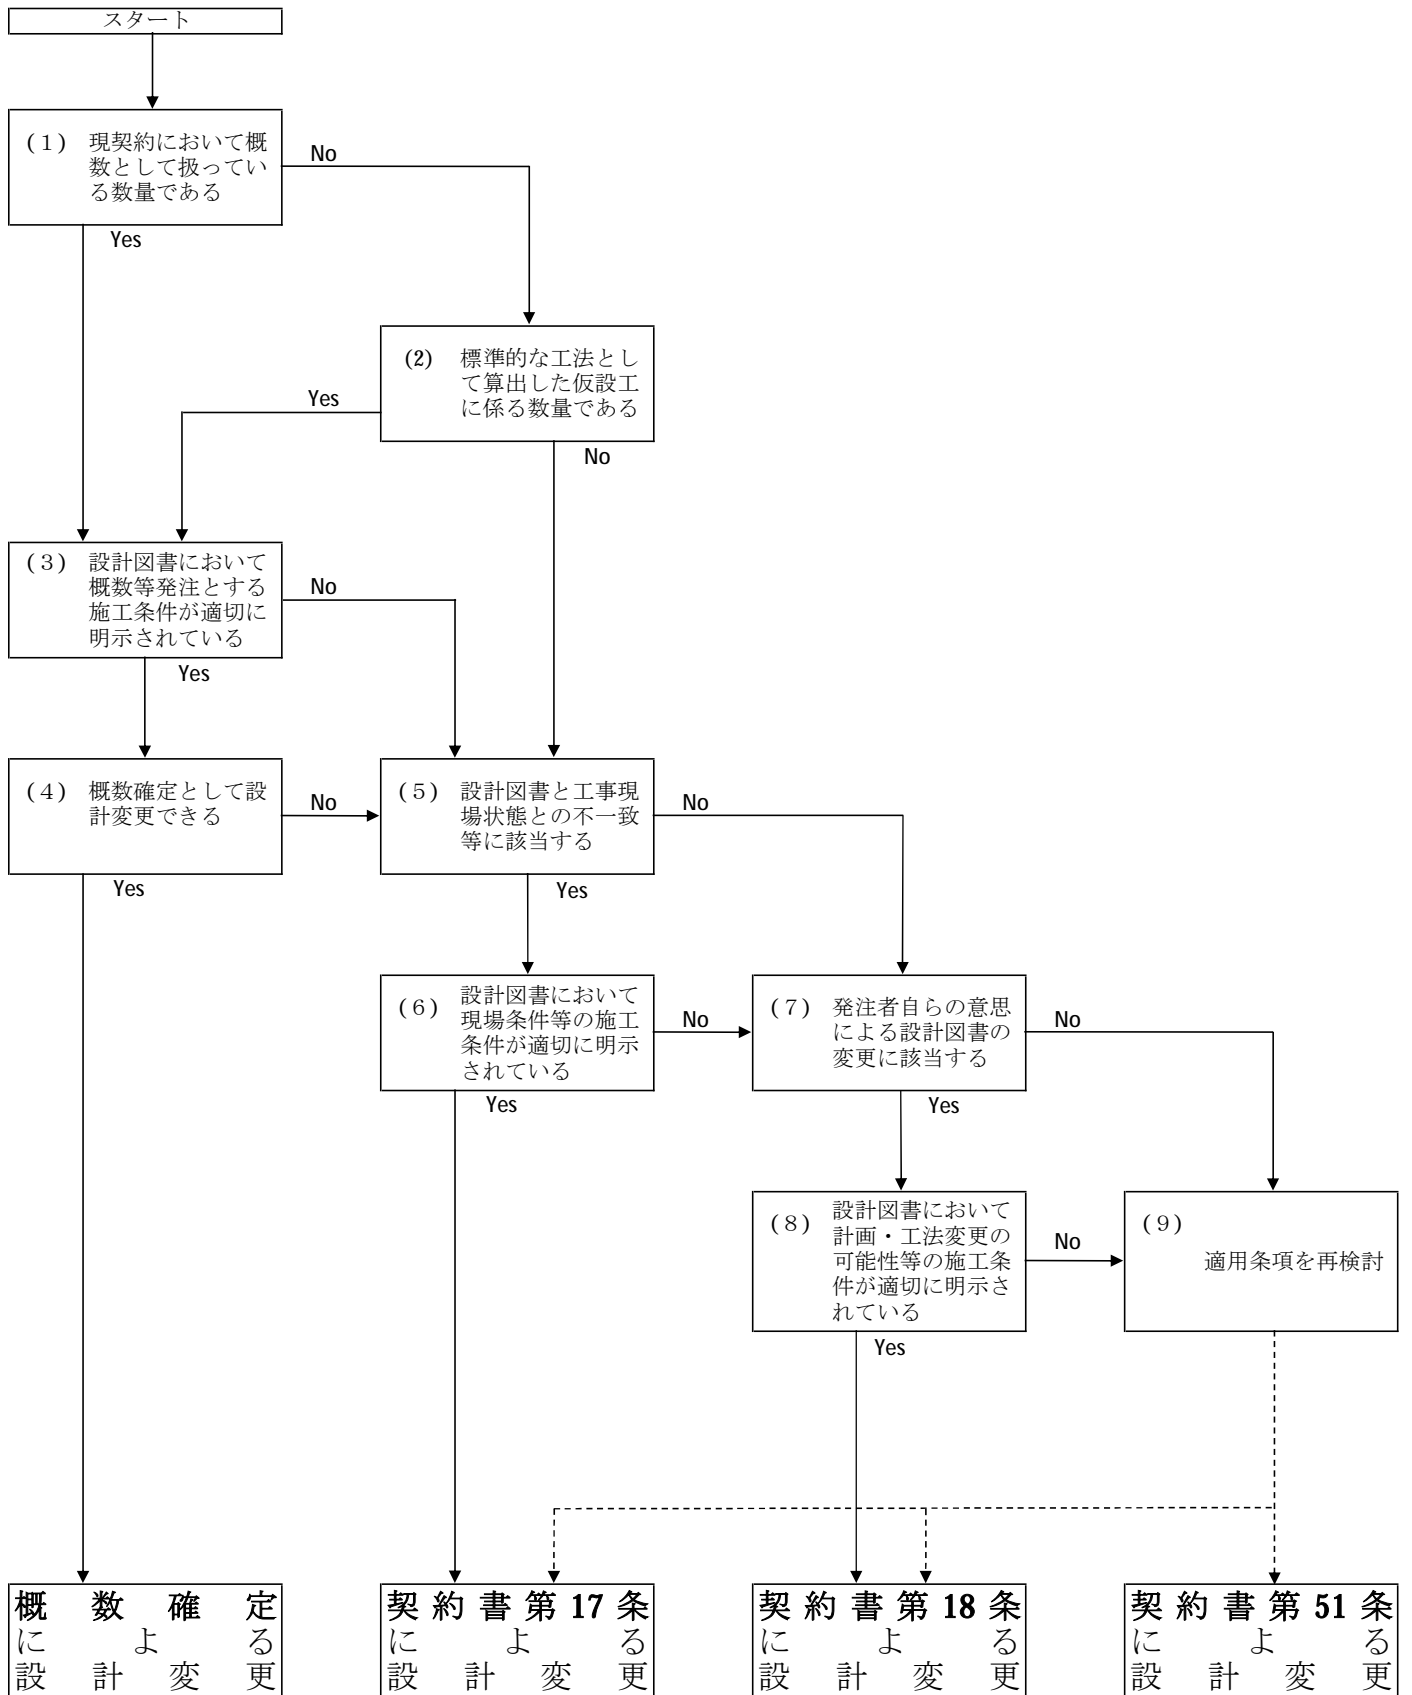 スタート
(1) 現契約において概
数として扱ってい
る数量である
No
Yes
(2) 標準的な工法とし
て算出した仮設工
に係る数量である
Yes
No
(3) 設計図書において
概数等発注とする
施工条件が適切に
明示されている
No
Yes
(4) 概数確定として設
計変更できる
No
Yes
(5) 設計図書と工事現
場状態との不一致
等に該当する
No
Yes
(6) 設計図書において
現場条件等の施工
条件が適切に明示
されている
No
Yes
(7) 発注者自らの意思
による設計図書の
変更に該当する
No
Yes
(8) 設計図書において
計画・工法変更の
可能性等の施工条
件が適切に明示さ
れている
No
Yes
(9)
適用条項を再検討
概数確定
による
設計変更
契約書第17条
による
設計変更
契約書第18条
による
設計変更
契約書第51条
による
設計変更